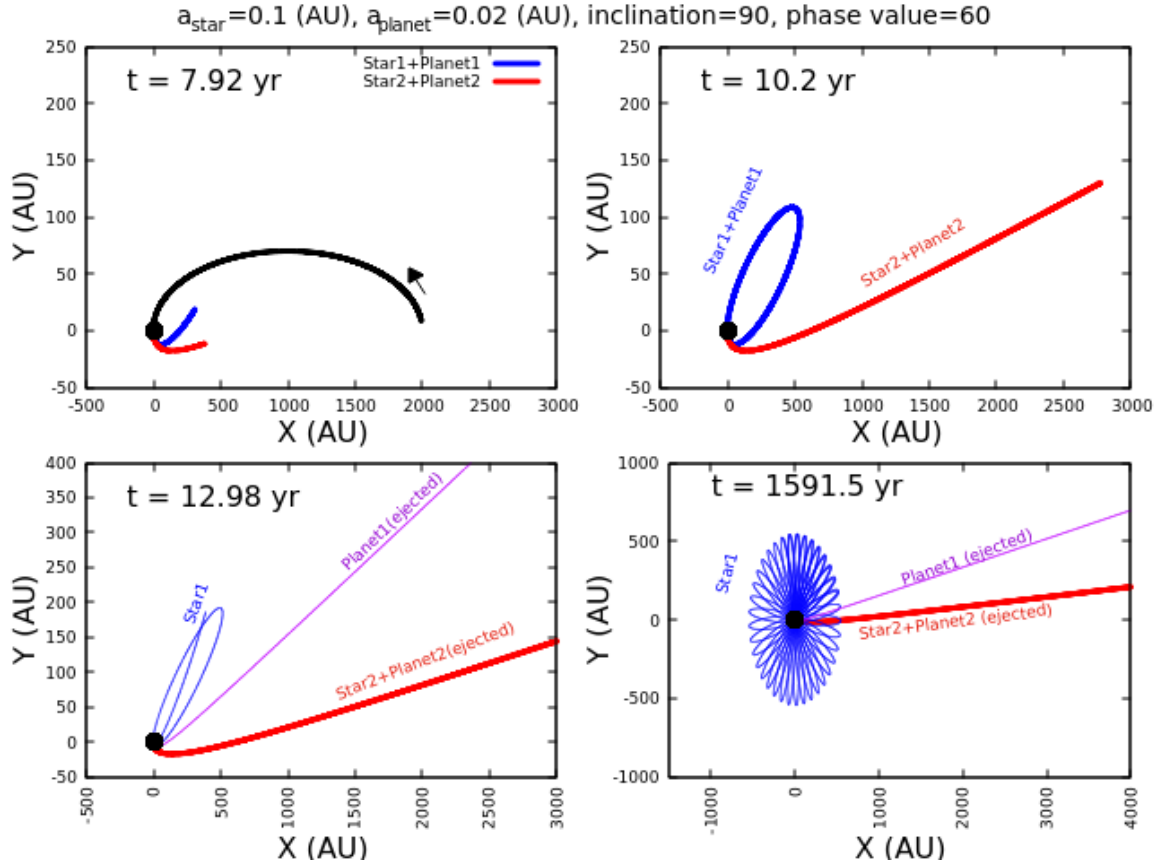 a_star=0.1 (AU), a_planet=0.02 (AU), inclination=90, phase value=60
250
200
150
100
50
0
-50
Y (AU)
t = 7.92 yr
Star1+Planet1
Star2+Planet2
-500 0 500 1000 1500 2000 2500 3000
X (AU)
250
200
150
100
50
0
-50
Y (AU)
t = 10.2 yr
Star1+Planet1
Star2+Planet2
-500 0 500 1000 1500 2000 2500 3000
X (AU)
400
350
300
250
200
150
100
50
0
-50
Y (AU)
t = 12.98 yr
Star1
Planet1(ejected)
Star2+Planet2(ejected)
-500 0 500 1000 1500 2000 2500 3000
X (AU)
1000
500
0
-500
-1000
Y (AU)
t = 1591.5 yr
Star1
Planet1 (ejected)
Star2+Planet2 (ejected)
-1000 0 1000 2000 3000 4000
X (AU)